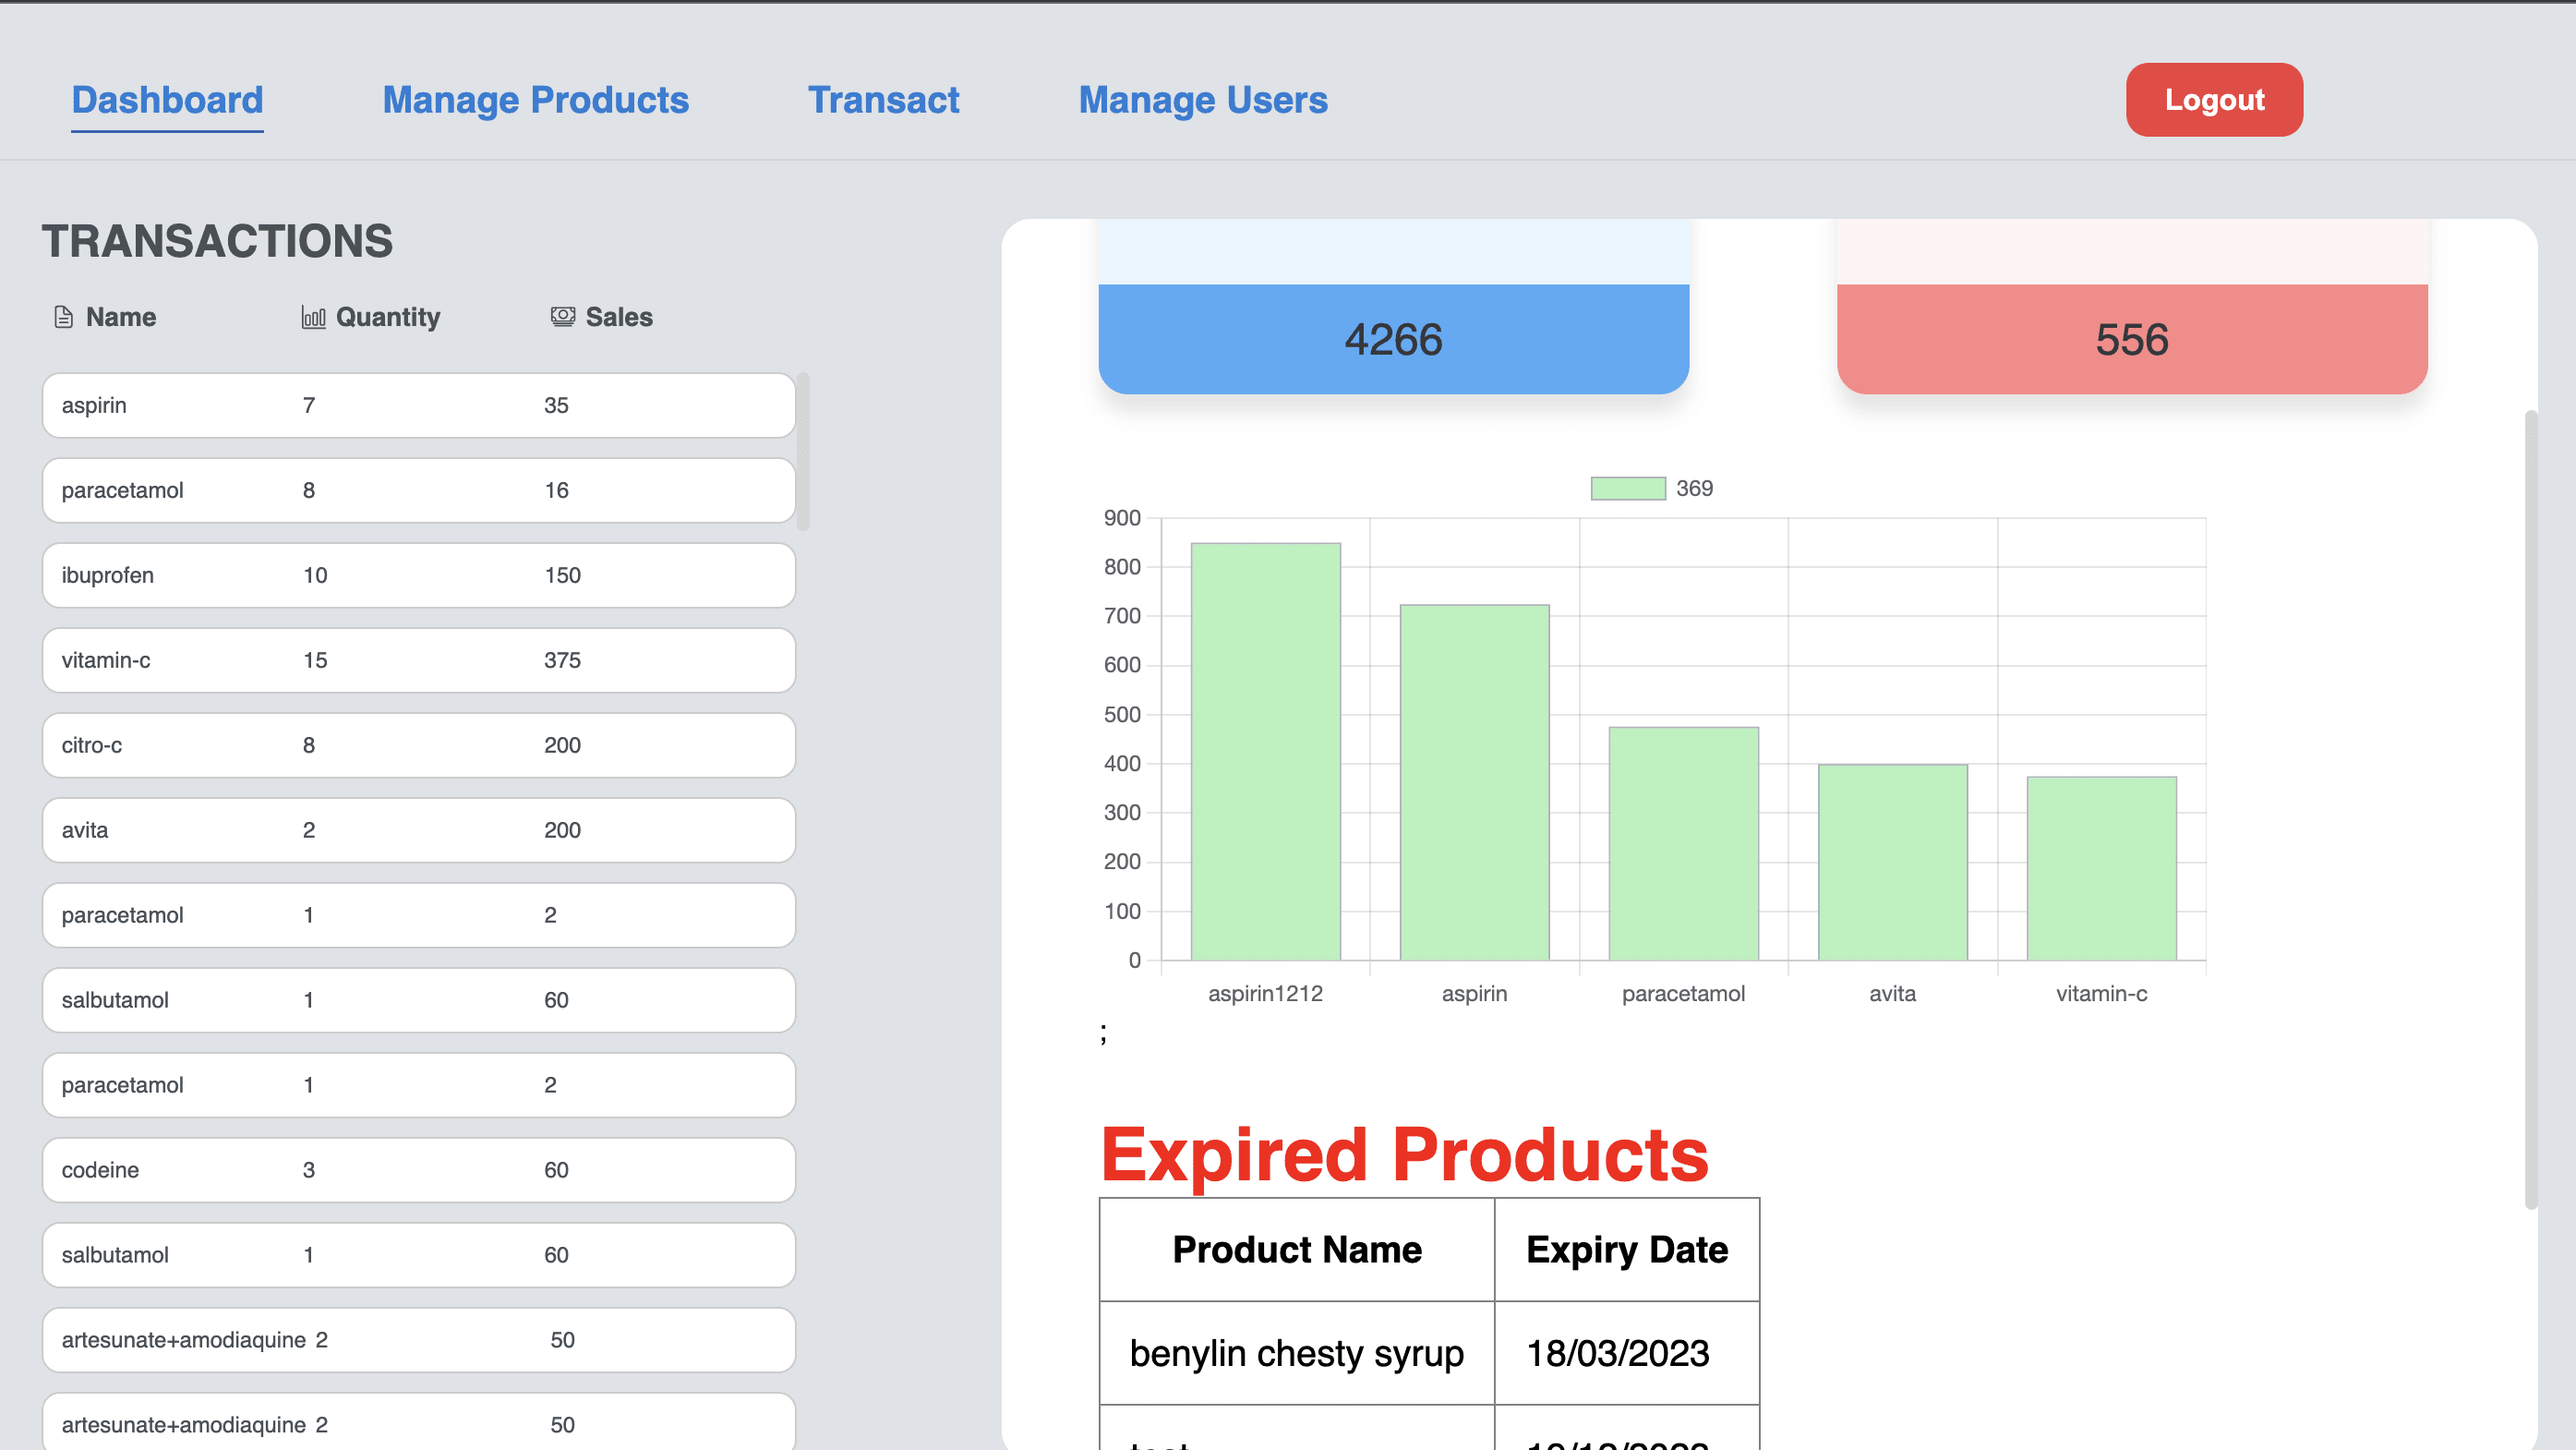 Dashboard Manage Products Transact Manage Users Logout
TRANSACTIONS
Name Quantity Sales
aspirin 7 35
paracetamol 8 16
ibuprofen 10 150
vitamin-c 15 375
citro-c 8 200
avita 2 200
paracetamol 1 2
salbutamol 1 60
paracetamol 1 2
codeine 3 60
salbutamol 1 60
artesunate+amodiaquine 2 50
artesunate+amodiaquine 2 50
4266 556
369
900
800
700
600
500
400
300
200
100
0
aspirin1212 aspirin paracetamol avita vitamin-c
;
Expired Products
Product Name Expiry Date
benylin chesty syrup 18/03/2023